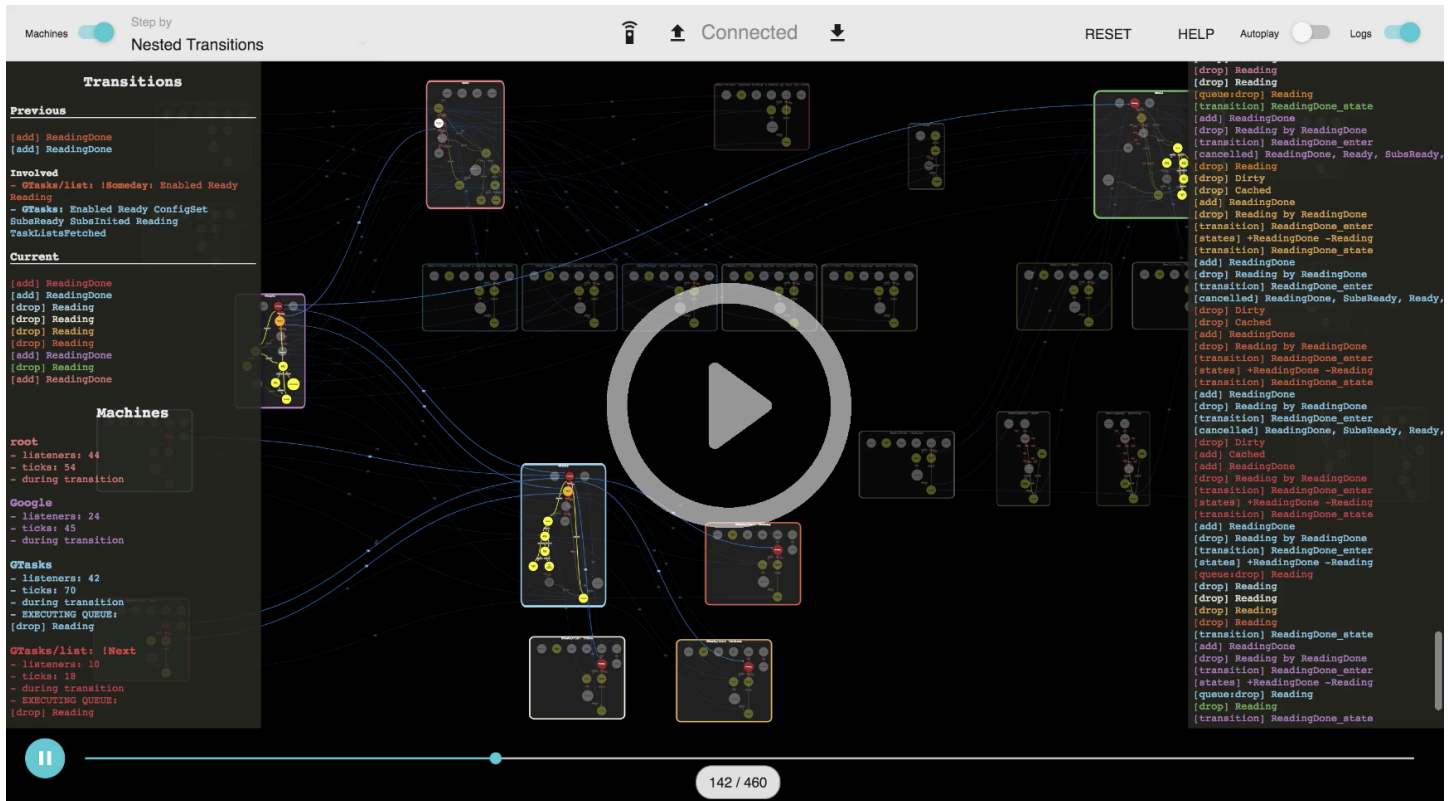 Machines
Step by
Nested Transitions
Connected
RESET
HELP
Autoplay
Logs
Transitions
Previous
[add] ReadingDone
[add] ReadingDone
Involved
- GTasks/list: !Someday: Enabled Ready
Reading
- GTasks: Enabled Ready ConfigSet
SubsReady SubsInited Reading
TaskListsFetched
Current
[add] ReadingDone
[add] ReadingDone
[drop] Reading
[drop] Reading
[drop] Reading
[drop] Reading
[add] ReadingDone
[drop] Reading
[add] ReadingDone
Machines
root
- listeners: 44
- ticks: 54
- during transition
Google
- listeners: 24
- ticks: 45
- during transition
GTasks
- listeners: 42
- ticks: 70
- during transition
- EXECUTING QUEUE:
[drop] Reading
GTasks/list: !Next
- listeners: 10
- ticks: 18
- during transition
- EXECUTING QUEUE:
[drop] Reading
[drop] Reading
[drop] Reading
[queue:drop] Reading
[transition] ReadingDone_state
[add] ReadingDone
[drop] Reading by ReadingDone
[transition] ReadingDone_enter
[cancelled] ReadingDone, Ready, SubsReady,
[drop] Reading
[drop] Dirty
[drop] Cached
[add] ReadingDone
[drop] Reading by ReadingDone
[transition] ReadingDone_enter
[states] +ReadingDone -Reading
[transition] ReadingDone_state
[add] ReadingDone
[drop] Reading by ReadingDone
[transition] ReadingDone_enter
[cancelled] ReadingDone, SubsReady, Ready,
[drop] Dirty
[drop] Cached
[add] ReadingDone
[drop] Reading by ReadingDone
[transition] ReadingDone_enter
[states] +ReadingDone -Reading
[transition] ReadingDone_state
[add] ReadingDone
[drop] Reading by ReadingDone
[transition] ReadingDone_enter
[cancelled] ReadingDone, SubsReady, Ready,
[drop] Dirty
[add] Cached
[add] ReadingDone
[drop] Reading by ReadingDone
[transition] ReadingDone_enter
[states] +ReadingDone -Reading
[transition] ReadingDone_state
[add] ReadingDone
[drop] Reading by ReadingDone
[transition] ReadingDone_enter
[states] +ReadingDone -Reading
[queue:drop] Reading
[drop] Reading
[drop] Reading
[drop] Reading
[drop] Reading
[transition] ReadingDone_state
[add] ReadingDone
[drop] Reading by ReadingDone
[transition] ReadingDone_enter
[states] +ReadingDone -Reading
[queue:drop] Reading
[drop] Reading
[transition] ReadingDone_state
142 / 460